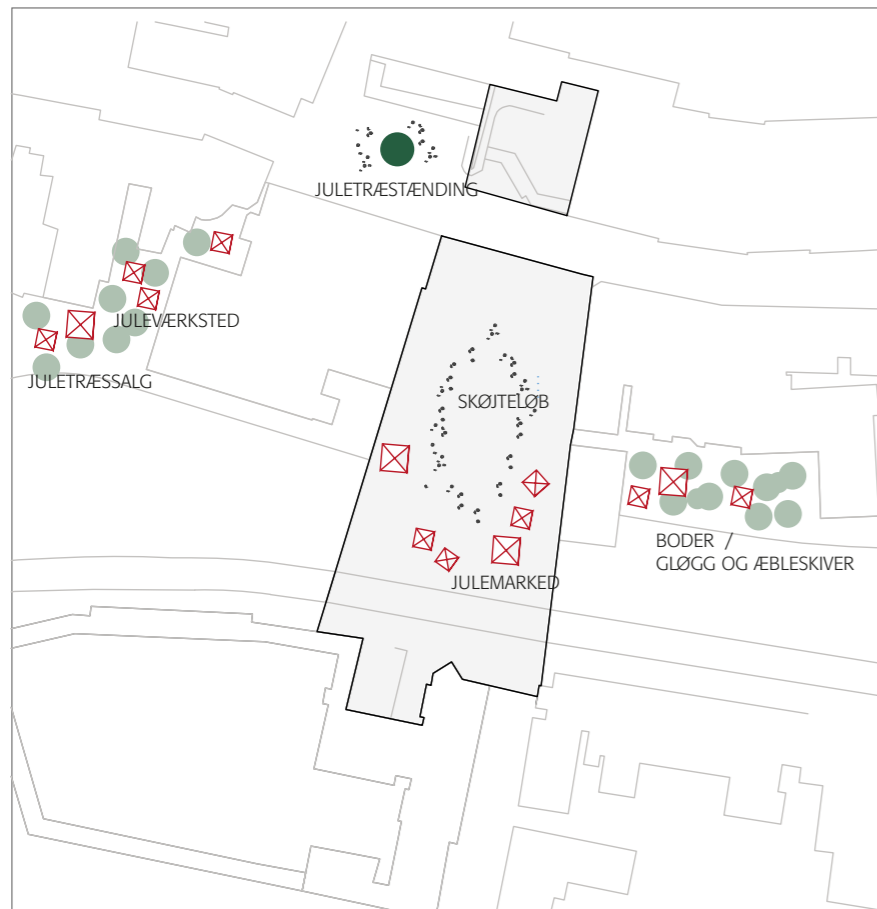 JULETRÆSTÆNDING
JULEVÆRKSTED
JULETRÆSSALG
SKØJTELØB
BODER /
GLØGG OG ÆBLESKIVER
JULEMARKED